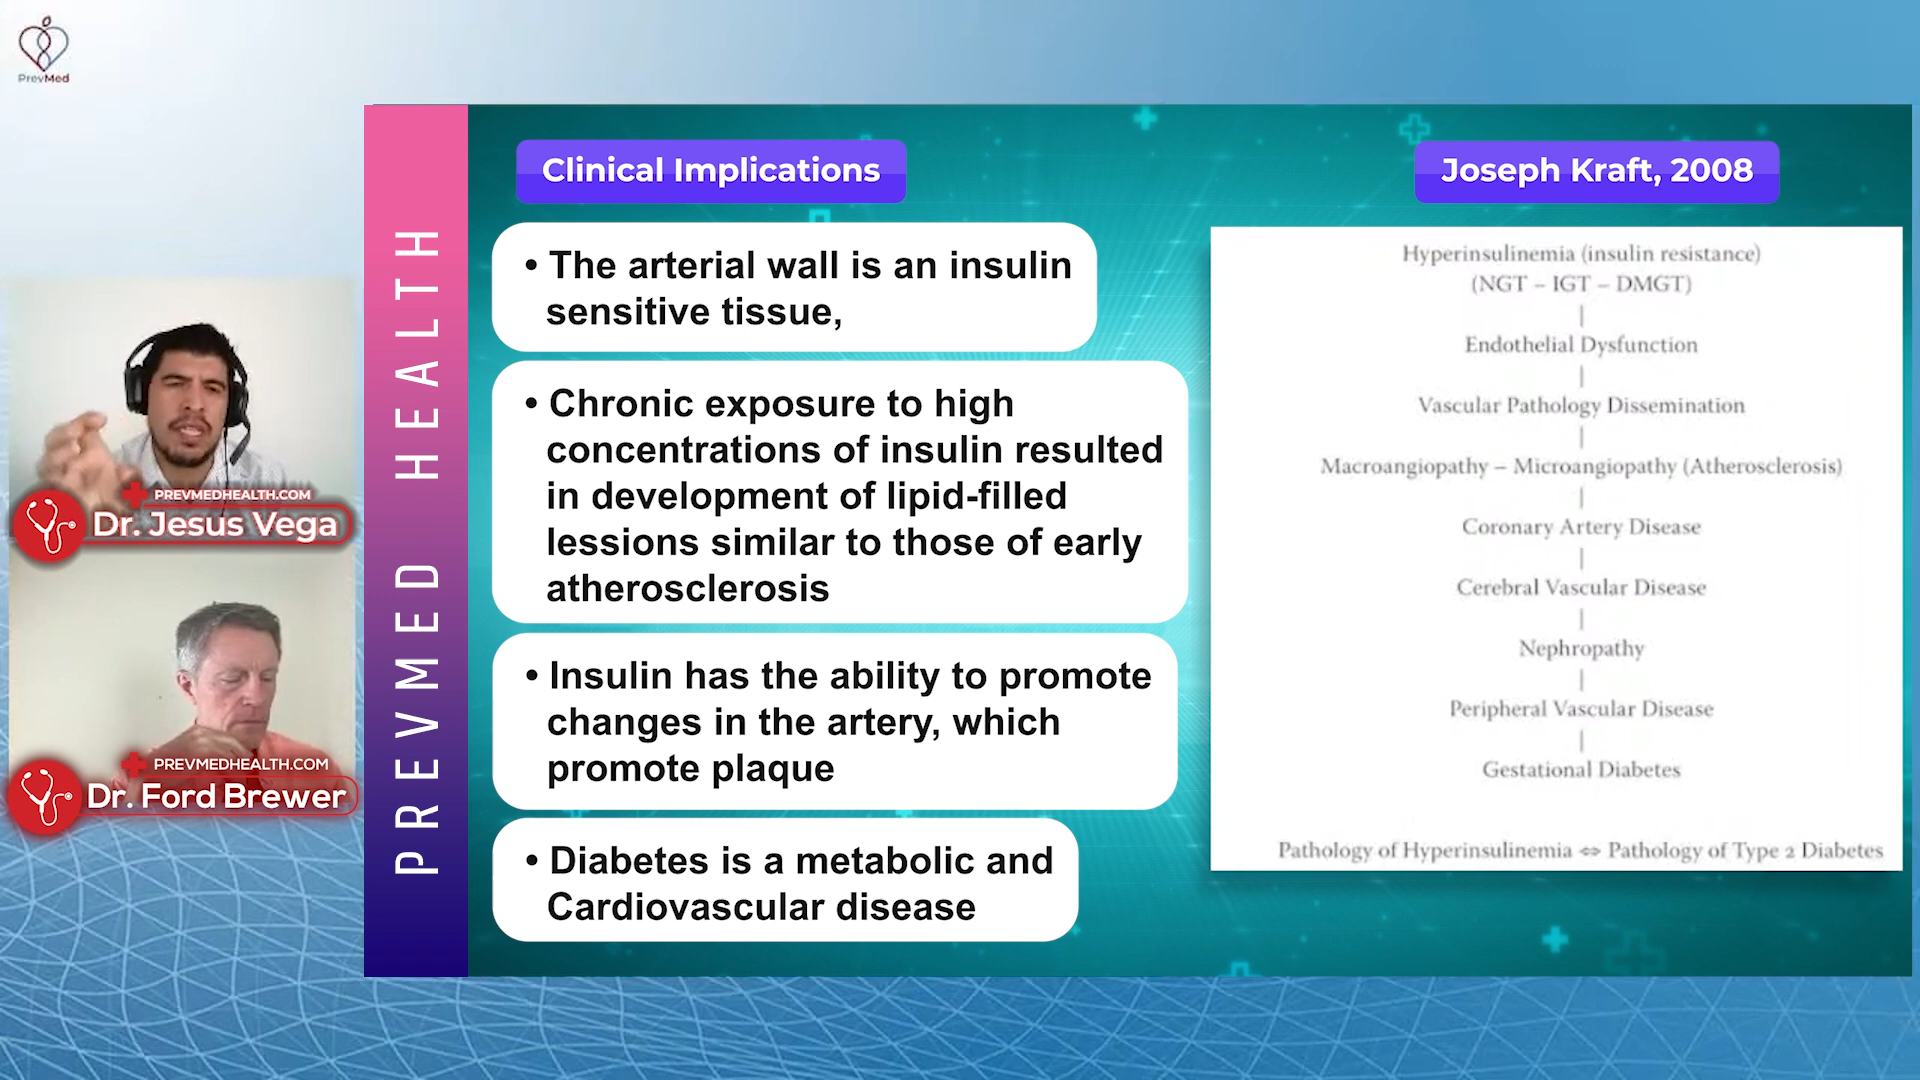 PrevMed
PREVMEDHEALTH.COM
Dr. Jesus Vega
PREVMEDHEALTH.COM
Dr. Ford Brewer
PREVMED HEALTH
Clinical Implications
• The arterial wall is an insulin
sensitive tissue,
• Chronic exposure to high
concentrations of insulin resulted
in development of lipid-filled
lessions similar to those of early
atherosclerosis
• Insulin has the ability to promote
changes in the artery, which
promote plaque
• Diabetes is a metabolic and
Cardiovascular disease
Joseph Kraft, 2008
Hyperinsulinemia (insulin resistance)
(NGT – IGT – DMGT)
Endothelial Dysfunction
Vascular Pathology Dissemination
Macroangiopathy – Microangiopathy (Atherosclerosis)
Coronary Artery Disease
Cerebral Vascular Disease
Nephropathy
Peripheral Vascular Disease
Gestational Diabetes
Pathology of Hyperinsulinemia ⇔ Pathology of Type 2 Diabetes